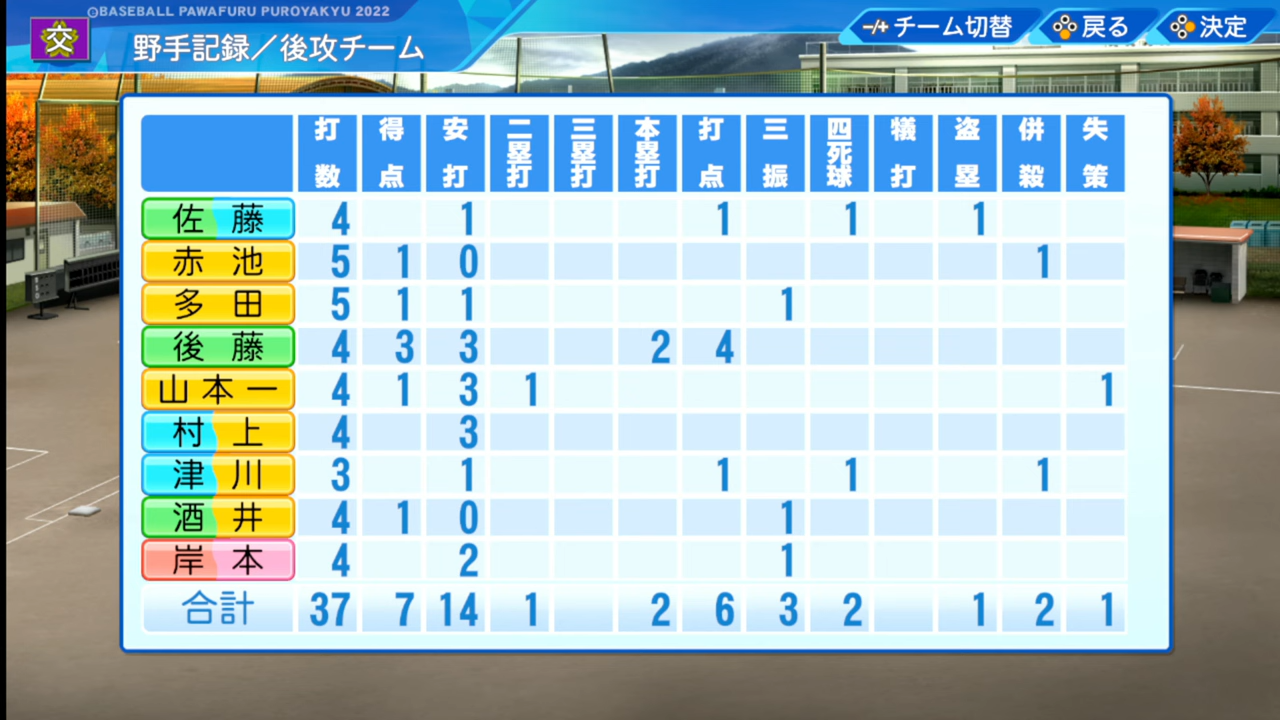 ©BASEBALL PAWAFURU PUROYAKYU 2022
交 野手記録／後攻チーム
-/+ チーム切替 戻る 決定
打数 得点 安打 二塁打 三塁打 本塁打 打点 三振 四死球 犠打 盗塁 併殺 失策
佐藤 4 1 1 1 1
赤池 5 1 0 1
多田 5 1 1 1
後藤 4 3 3 2 4
山本一 4 1 3 1 1
村上 4 3
津川 3 1 1 1 1
酒井 4 1 0 1
岸本 4 2 1
合計 37 7 14 1 2 6 3 2 1 2 1